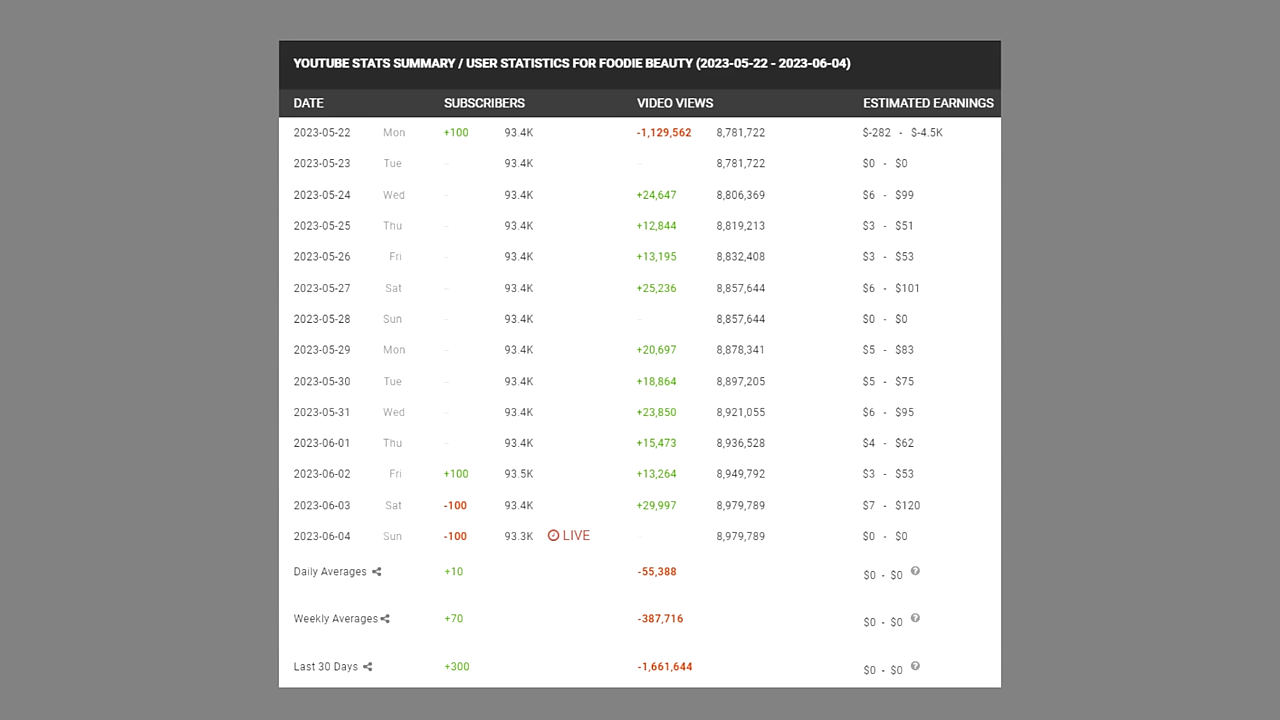 YOUTUBE STATS SUMMARY / USER STATISTICS FOR FOODIE BEAUTY (2023-05-22 - 2023-06-04)
DATE SUBSCRIBERS VIDEO VIEWS ESTIMATED EARNINGS
2023-05-22 Mon +100 93.4K -1,129,562 8,781,722 $-282 - $-4.5K
2023-05-23 Tue -- 93.4K -- 8,781,722 $0 - $0
2023-05-24 Wed -- 93.4K +24,647 8,806,369 $6 - $99
2023-05-25 Thu -- 93.4K +12,844 8,819,213 $3 - $51
2023-05-26 Fri -- 93.4K +13,195 8,832,408 $3 - $53
2023-05-27 Sat -- 93.4K +25,236 8,857,644 $6 - $101
2023-05-28 Sun -- 93.4K -- 8,857,644 $0 - $0
2023-05-29 Mon -- 93.4K +20,697 8,878,341 $5 - $83
2023-05-30 Tue -- 93.4K +18,864 8,897,205 $5 - $75
2023-05-31 Wed -- 93.4K +23,850 8,921,055 $6 - $95
2023-06-01 Thu -- 93.4K +15,473 8,936,528 $4 - $62
2023-06-02 Fri +100 93.5K +13,264 8,949,792 $3 - $53
2023-06-03 Sat -100 93.4K +29,997 8,979,789 $7 - $120
2023-06-04 Sun -100 93.3K LIVE -- 8,979,789 $0 - $0
Daily Averages +10 -55,388 $0 - $0 ?
Weekly Averages +70 -387,716 $0 - $0 ?
Last 30 Days +300 -1,661,644 $0 - $0 ?